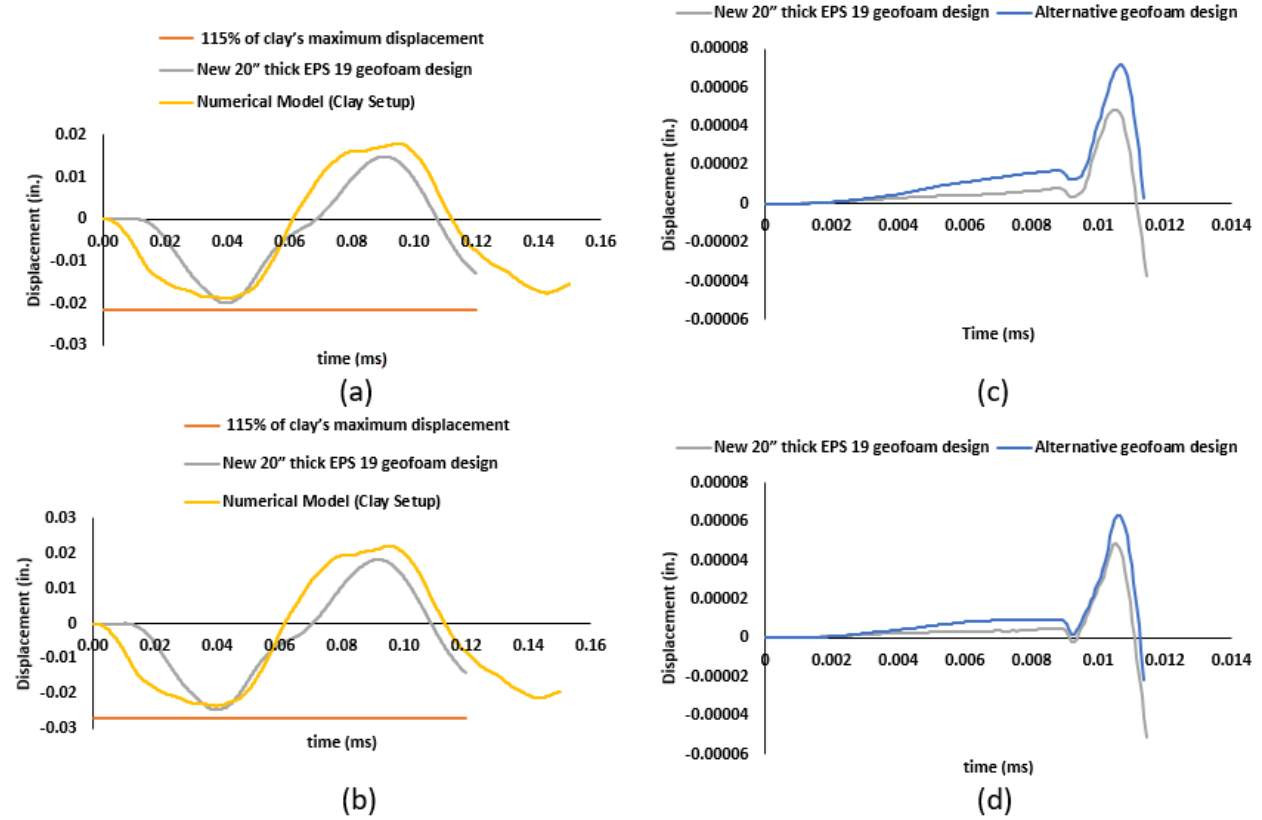 115% of clay’s maximum displacement
New 20” thick EPS 19 geofoam design
Numerical Model (Clay Setup)
Displacement (in.)
0.02
0.01
0
-0.01
-0.02
-0.03
0.00 0.02 0.04 0.06 0.08 0.10 0.12 0.14 0.16
time (ms)
(a)
115% of clay’s maximum displacement
New 20” thick EPS 19 geofoam design
Numerical Model (Clay Setup)
Displacement (in.)
0.03
0.02
0.01
0
-0.01
-0.02
-0.03
0.00 0.02 0.04 0.06 0.08 0.10 0.12 0.14 0.16
time (ms)
(b)
New 20” thick EPS 19 geofoam design Alternative geofoam design
Displacement (in.)
0.00008
0.00006
0.00004
0.00002
0
-0.00002
-0.00004
-0.00006
0 0.002 0.004 0.006 0.008 0.01 0.012 0.014
Time (ms)
(c)
New 20” thick EPS 19 geofoam design Alternative geofoam design
Displacement (in.)
0.00008
0.00006
0.00004
0.00002
0
-0.00002
-0.00004
-0.00006
0 0.002 0.004 0.006 0.008 0.01 0.012 0.014
time (ms)
(d)